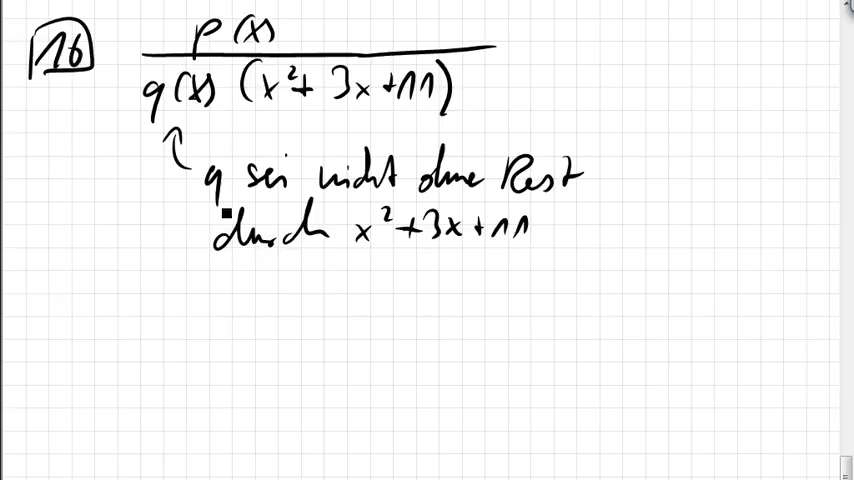 16
p(x)
q(x) (x²+3x+11)
q sei nicht ohne Rest
durch x²+3x+11